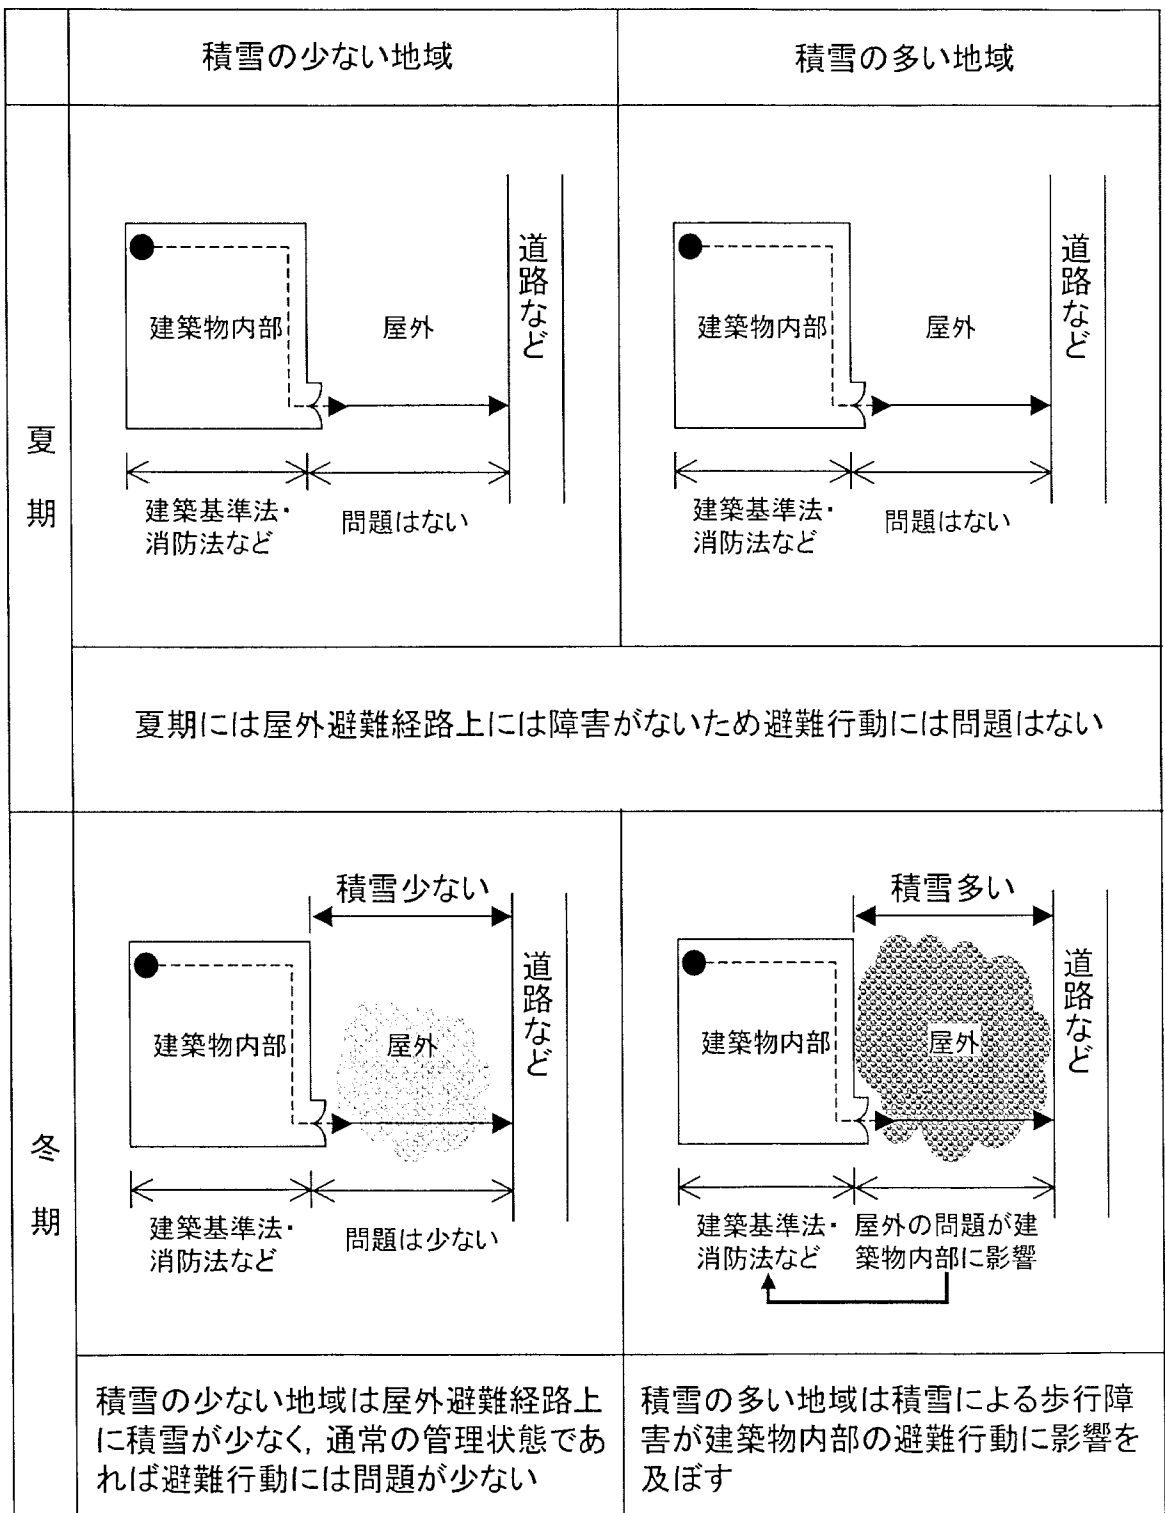 積雪の少ない地域
積雪の多い地域
夏期
道路など
建築物内部
屋外
建築基準法・
消防法など
問題はない
道路など
建築物内部
屋外
建築基準法・
消防法など
問題はない
夏期には屋外避難経路上には障害がないため避難行動には問題はない
冬期
積雪少ない
道路など
建築物内部
屋外
建築基準法・
消防法など
問題は少ない
積雪多い
道路など
建築物内部
屋外
建築基準法・
消防法など
屋外の問題が建
築物内部に影響
積雪の少ない地域は屋外避難経路上
に積雪が少なく, 通常の管理状態であ
れば避難行動には問題が少ない
積雪の多い地域は積雪による歩行障
害が建築物内部の避難行動に影響を
及ぼす